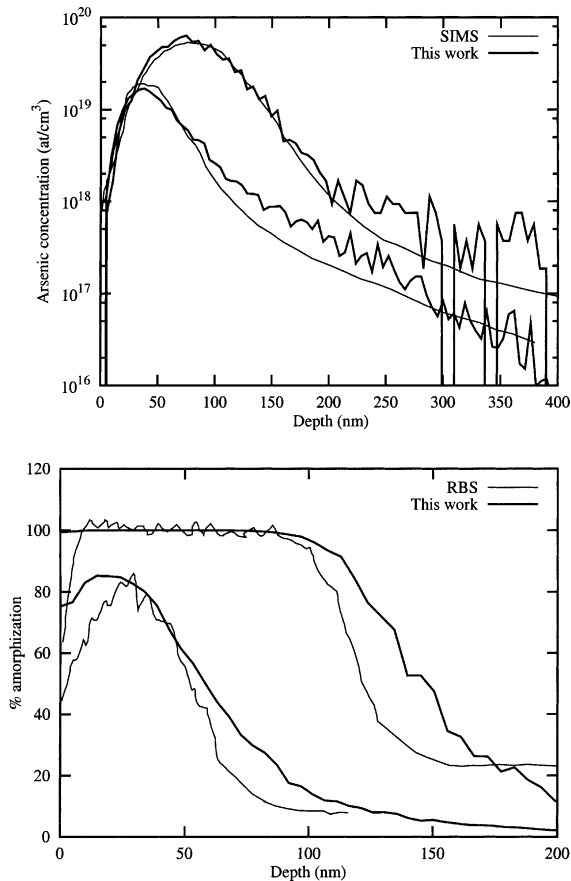 10^20
10^19
10^18
10^17
10^16
Arsenic concentration (at/cm^3)
SIMS
This work
0 50 100 150 200 250 300 350 400
Depth (nm)
120
100
80
60
40
20
0
% amorphization
RBS
This work
0 50 100 150 200
Depth (nm)